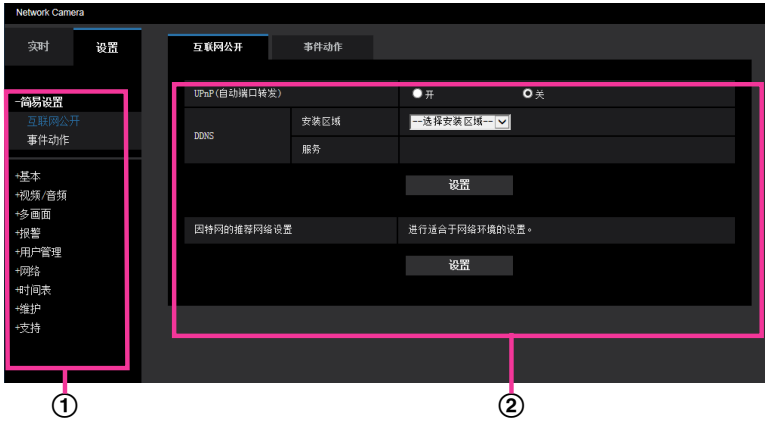 Network Camera
实时 设置
互联网公开 事件动作
-简易设置
互联网公开
事件动作
+基本
+视频/音频
+多画面
+报警
+用户管理
+网络
+时间表
+维护
+支持
UPnP(自动端口转发) 开 关
DDNS 安装区域 --选择安装区域--
服务
设置
因特网的推荐网络设置 进行适合于网络环境的设置。
设置
① ②